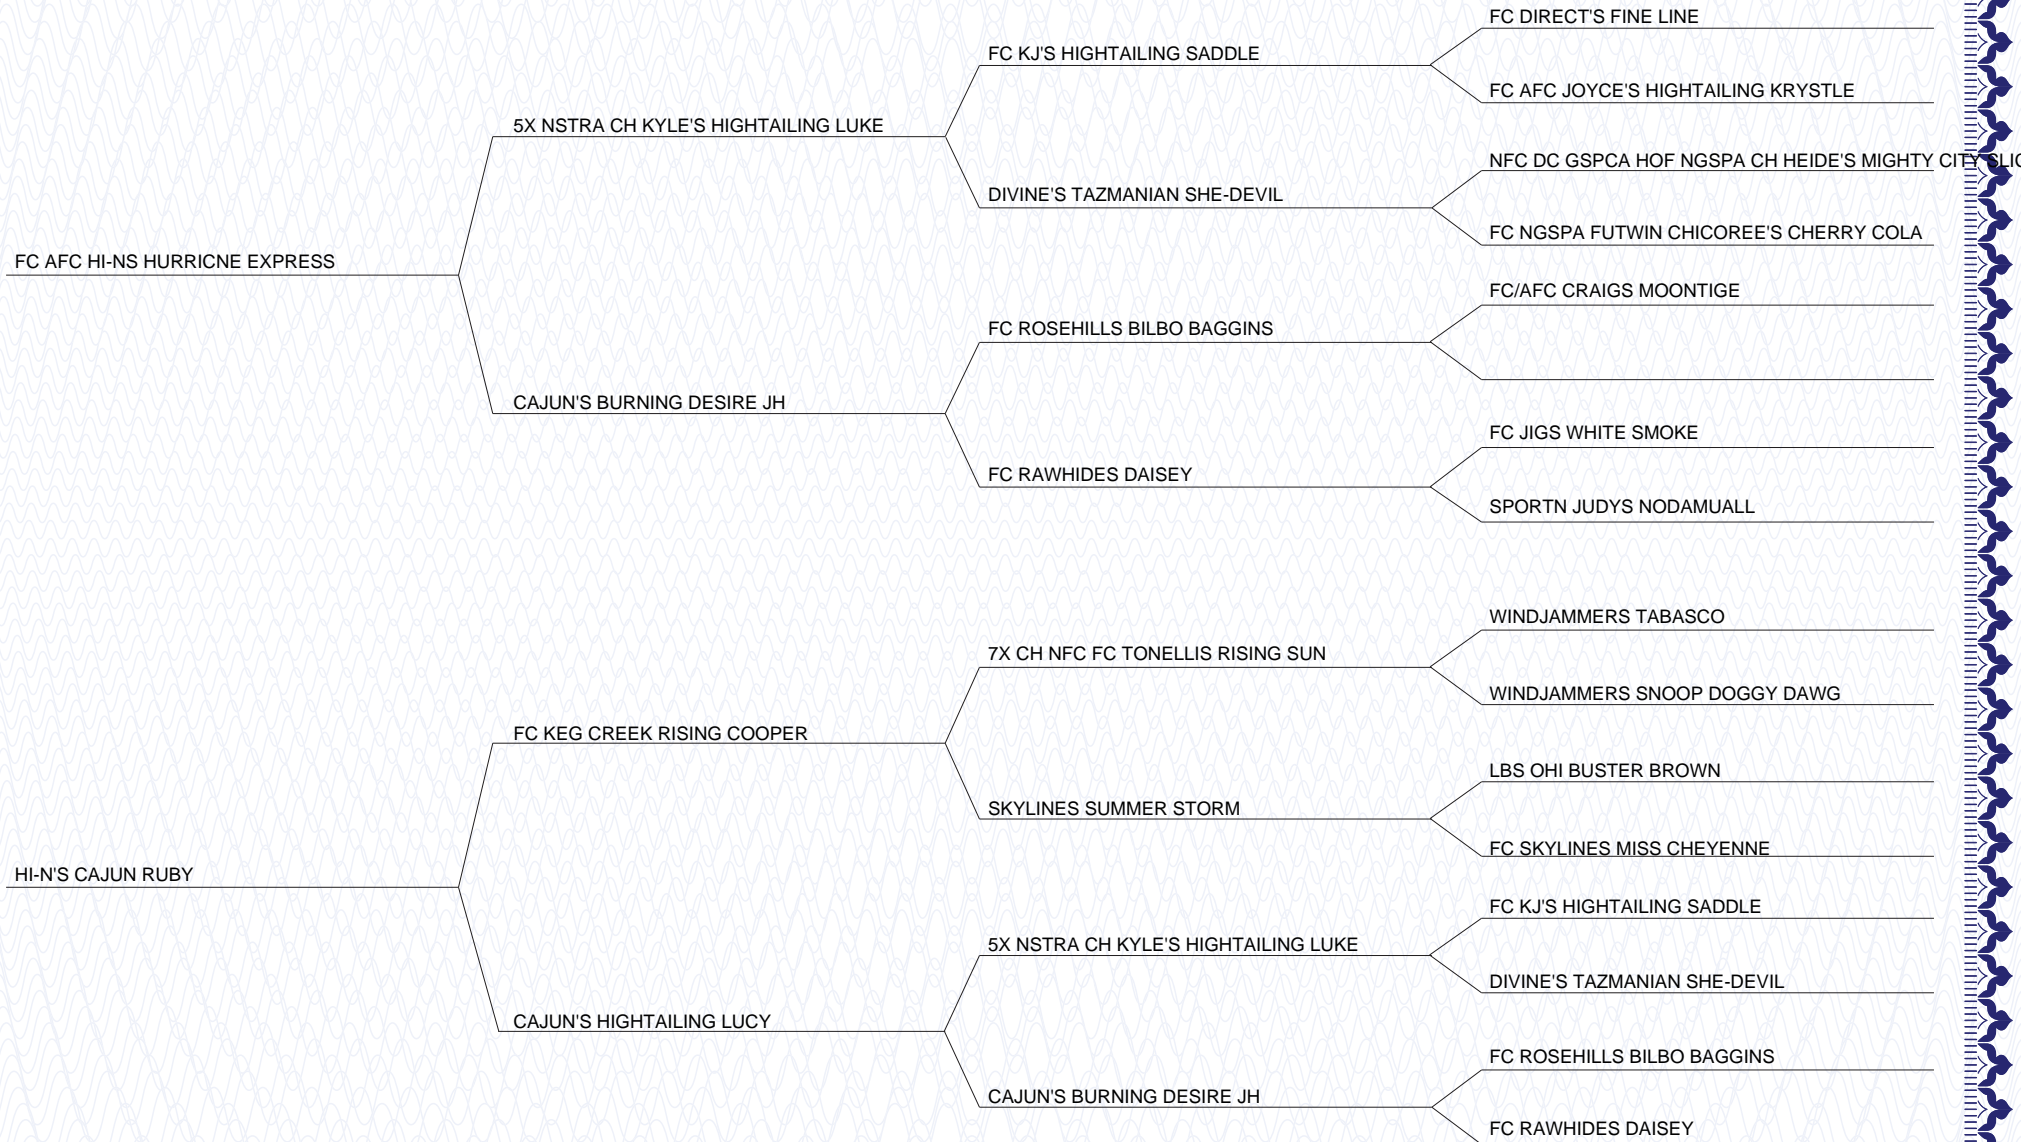 FC DIRECT'S FINE LINE
FC KJ'S HIGHTAILING SADDLE
FC AFC JOYCE'S HIGHTAILING KRYSTLE
5X NSTRA CH KYLE'S HIGHTAILING LUKE
NFC DC GSPCA HOF NGSPA CH HEIDE'S MIGHTY CITY
DIVINE'S TAZMANIAN SHE-DEVIL
FC NGSPA FUTWIN CHICOREE'S CHERRY COLA
FC AFC HI-NS HURRICNE EXPRESS
FC/AFC CRAIGS MOONTIGE
FC ROSEHILLS BILBO BAGGINS
CAJUN'S BURNING DESIRE JH
FC JIGS WHITE SMOKE
FC RAWHIDES DAISEY
SPORTN JUDYS NODAMUALL
WINDJAMMERS TABASCO
7X CH NFC FC TONELLIS RISING SUN
WINDJAMMERS SNOOP DOGGY DAWG
FC KEG CREEK RISING COOPER
LBS OHI BUSTER BROWN
SKYLINES SUMMER STORM
FC SKYLINES MISS CHEYENNE
HI-N'S CAJUN RUBY
FC KJ'S HIGHTAILING SADDLE
5X NSTRA CH KYLE'S HIGHTAILING LUKE
DIVINE'S TAZMANIAN SHE-DEVIL
CAJUN'S HIGHTAILING LUCY
FC ROSEHILLS BILBO BAGGINS
CAJUN'S BURNING DESIRE JH
FC RAWHIDES DAISEY